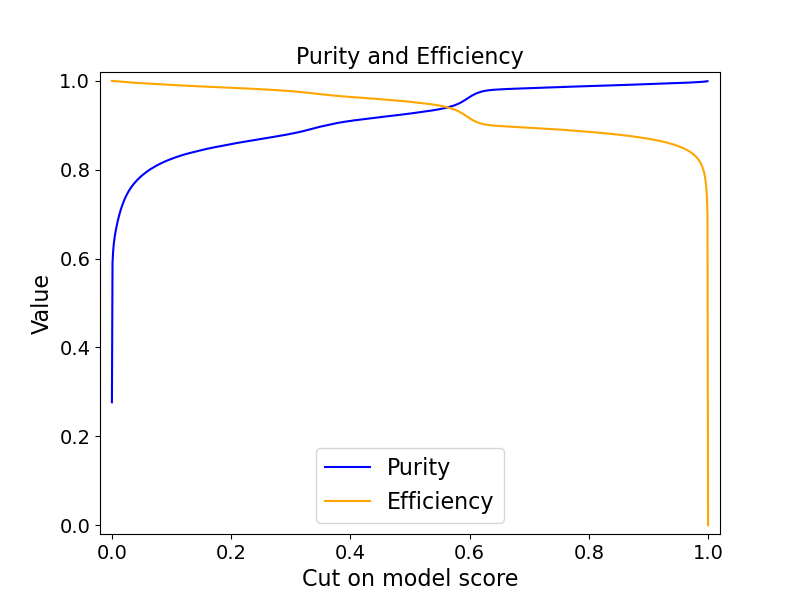 Purity and Efficiency
Value
1.0
0.8
0.6
0.4
0.2
0.0
Purity
Efficiency
0.0 0.2 0.4 0.6 0.8 1.0
Cut on model score